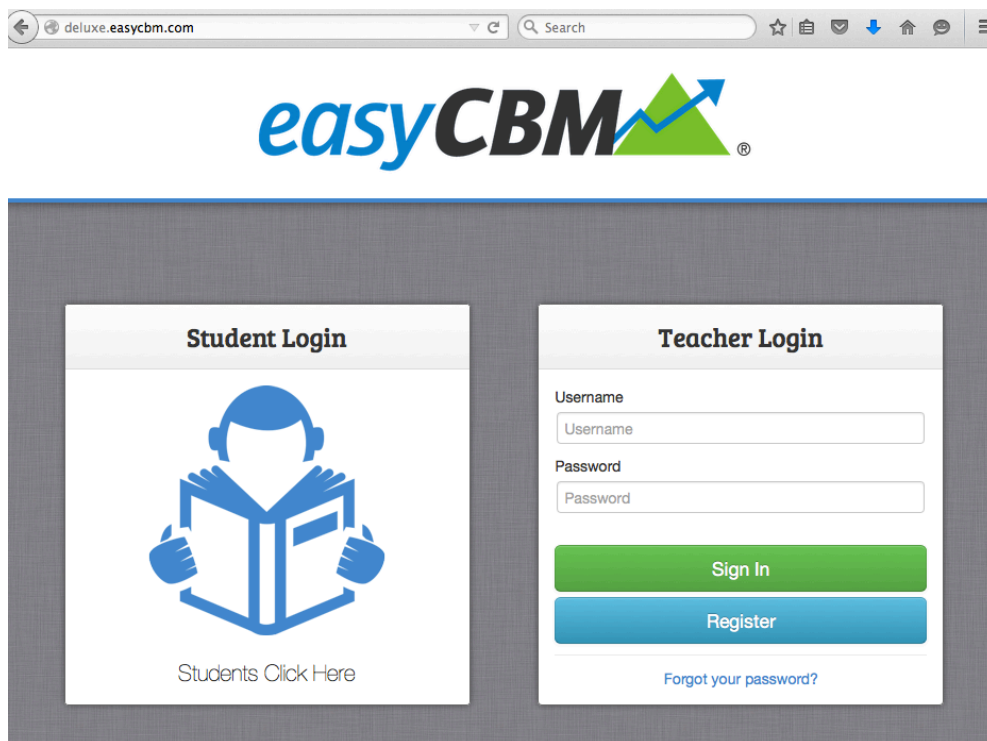 deluxe.easycbm.com
Search
easyCBM®
Student Login
Students Click Here
Teacher Login
Username
Username
Password
Password
Sign In
Register
Forgot your password?